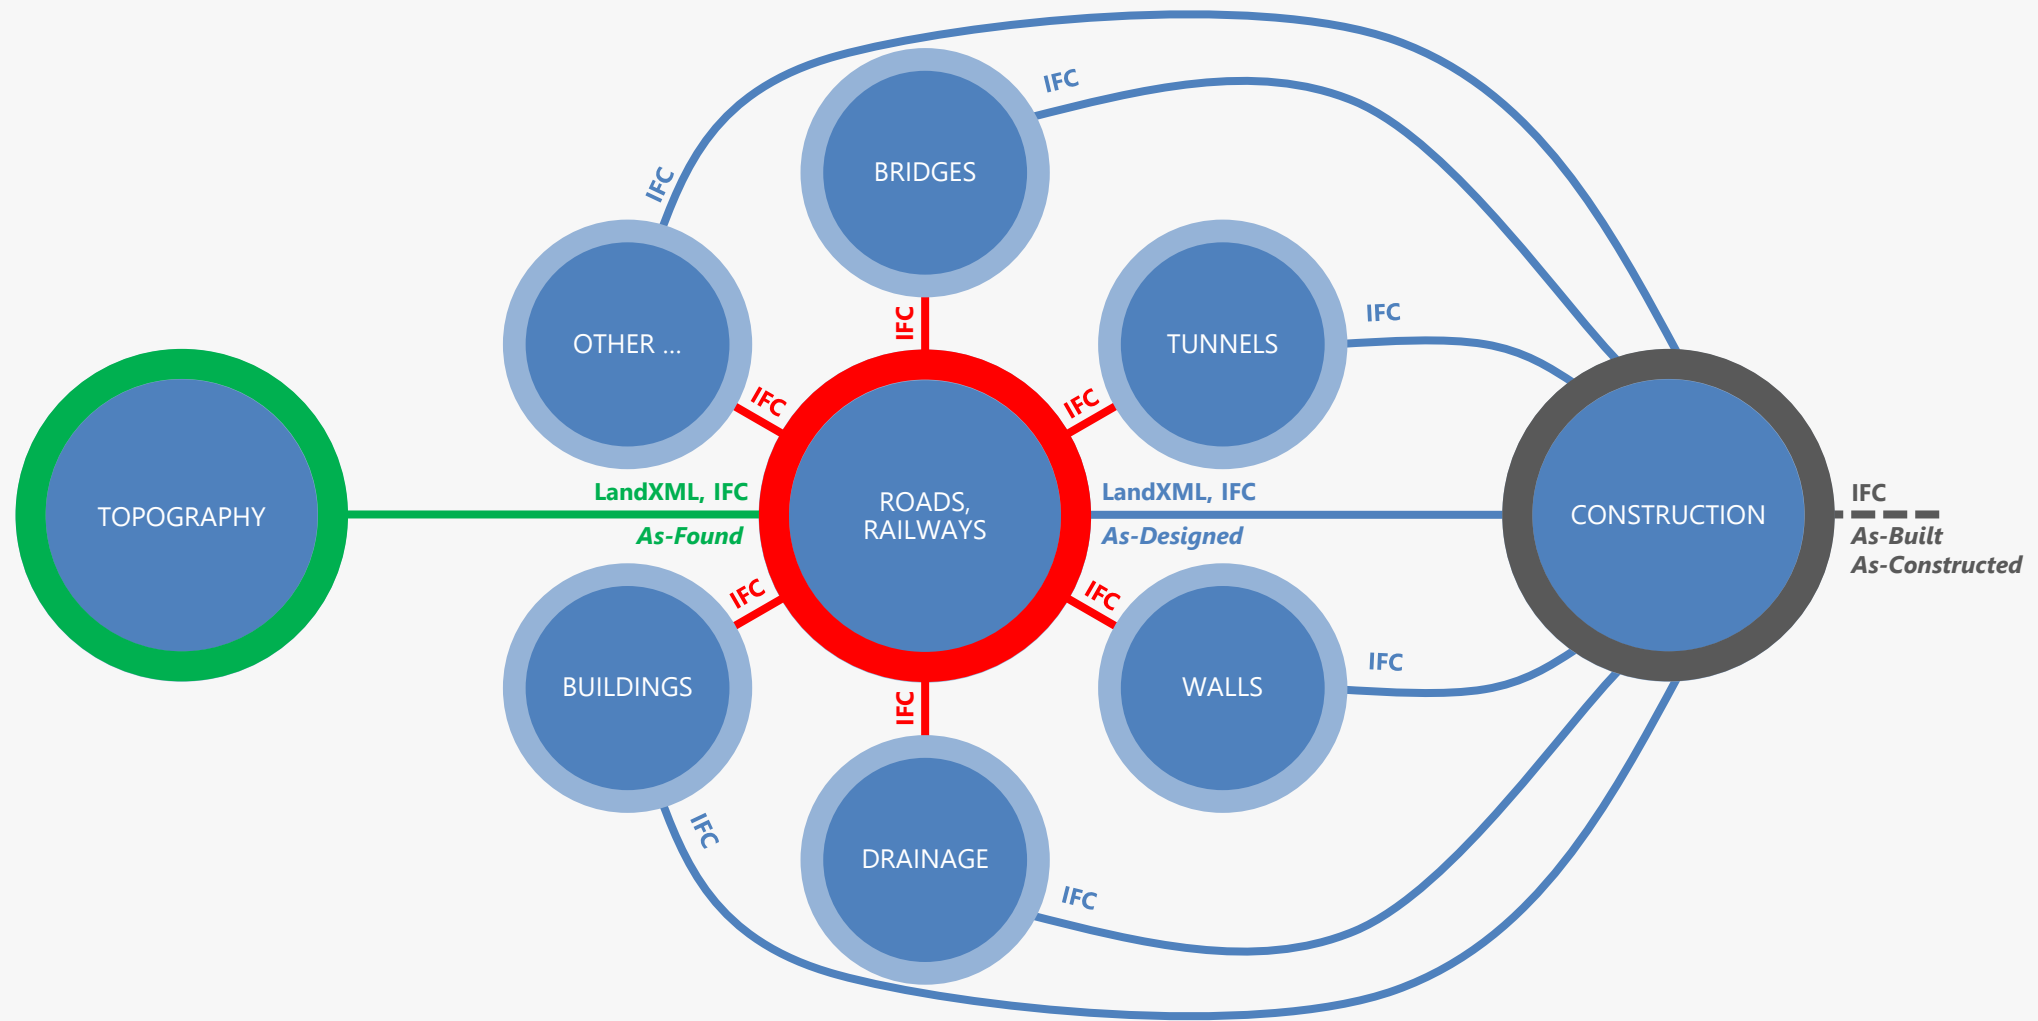 IFC
BRIDGES
IFC
OTHER ...
IFC
TUNNELS
IFC
IFC
IFC
IFC
TOPOGRAPHY
LandXML, IFC
As-Found
ROADS,
RAILWAYS
LandXML, IFC
As-Designed
CONSTRUCTION
IFC
As-Built
As-Constructed
IFC
IFC
BUILDINGS
IFC
WALLS
IFC
IFC
DRAINAGE
IFC